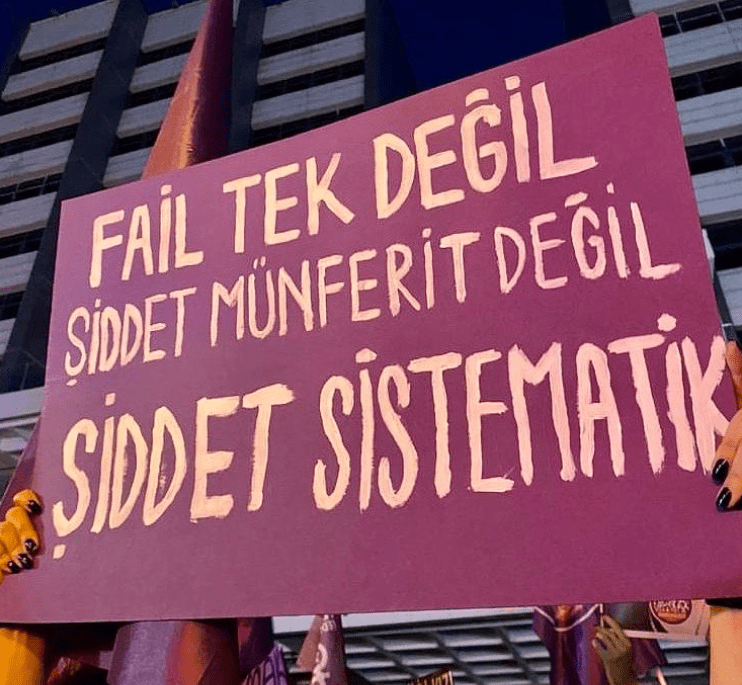 FAİL TEK DEĞİL
ŞİDDET MÜNFERİT DEĞİL
ŞİDDET SİSTEMATİK